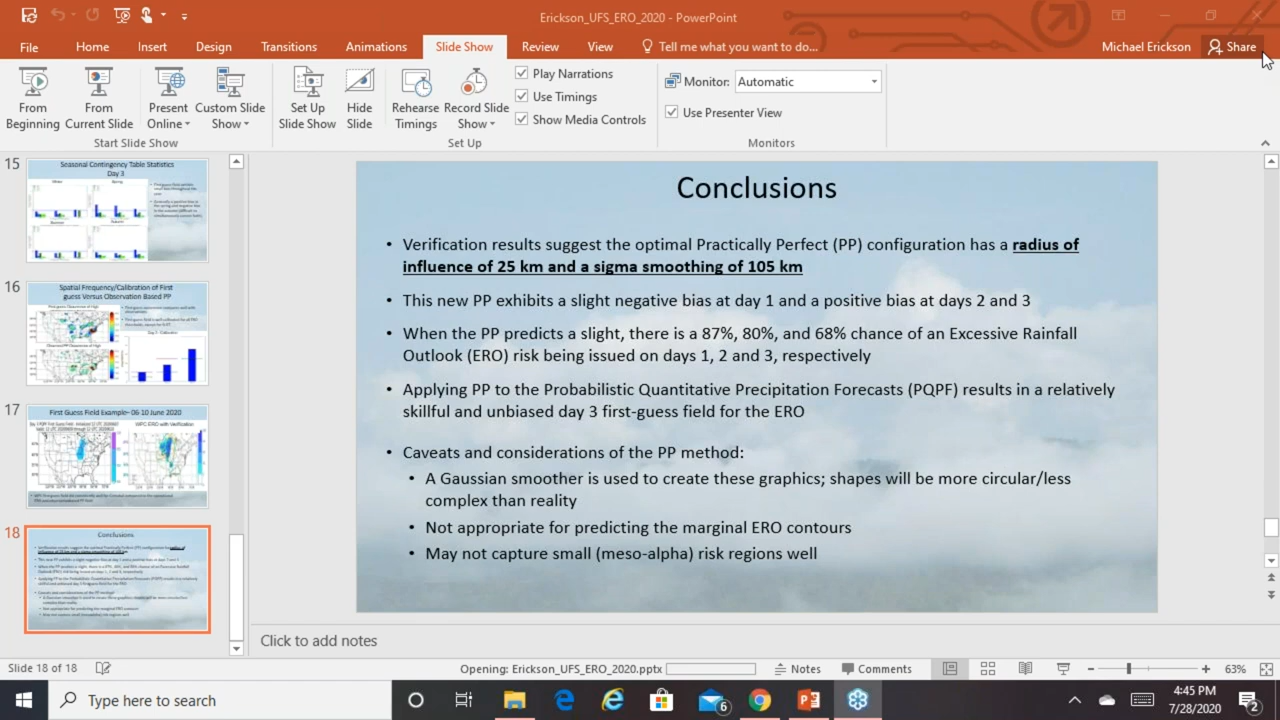 Erickson_UFS_ERO_2020 - PowerPoint
File Home Insert Design Transitions Animations Slide Show Review View Tell me what you want to do... Michael Erickson Share
From Beginning
From Current Slide
Present Online
Custom Slide Show
Set Up Slide Show
Hide Slide
Rehearse Timings
Record Slide Show
Play Narrations
Use Timings
Show Media Controls
Monitor: Automatic
Use Presenter View
Start Slide Show Set Up Monitors
15
Seasonal Contingency Table Statistics
Day 3
16
Spatial Frequency/Calibration of First
guess Versus Observation Based PP
17
First Guess Field Example– 06-10 June 2020
18
Conclusions
Conclusions
• Verification results suggest the optimal Practically Perfect (PP) configuration has a radius of
influence of 25 km and a sigma smoothing of 105 km
• This new PP exhibits a slight negative bias at day 1 and a positive bias at days 2 and 3
• When the PP predicts a slight, there is a 87%, 80%, and 68% chance of an Excessive Rainfall
Outlook (ERO) risk being issued on days 1, 2 and 3, respectively
• Applying PP to the Probabilistic Quantitative Precipitation Forecasts (PQPF) results in a relatively
skillful and unbiased day 3 first-guess field for the ERO
• Caveats and considerations of the PP method:
• A Gaussian smoother is used to create these graphics; shapes will be more circular/less
complex than reality
• Not appropriate for predicting the marginal ERO contours
• May not capture small (meso-alpha) risk regions well
Click to add notes
Slide 18 of 18 Opening: Erickson_UFS_ERO_2020.pptx Notes Comments 63%
Type here to search
6
4:45 PM
7/28/2020
2